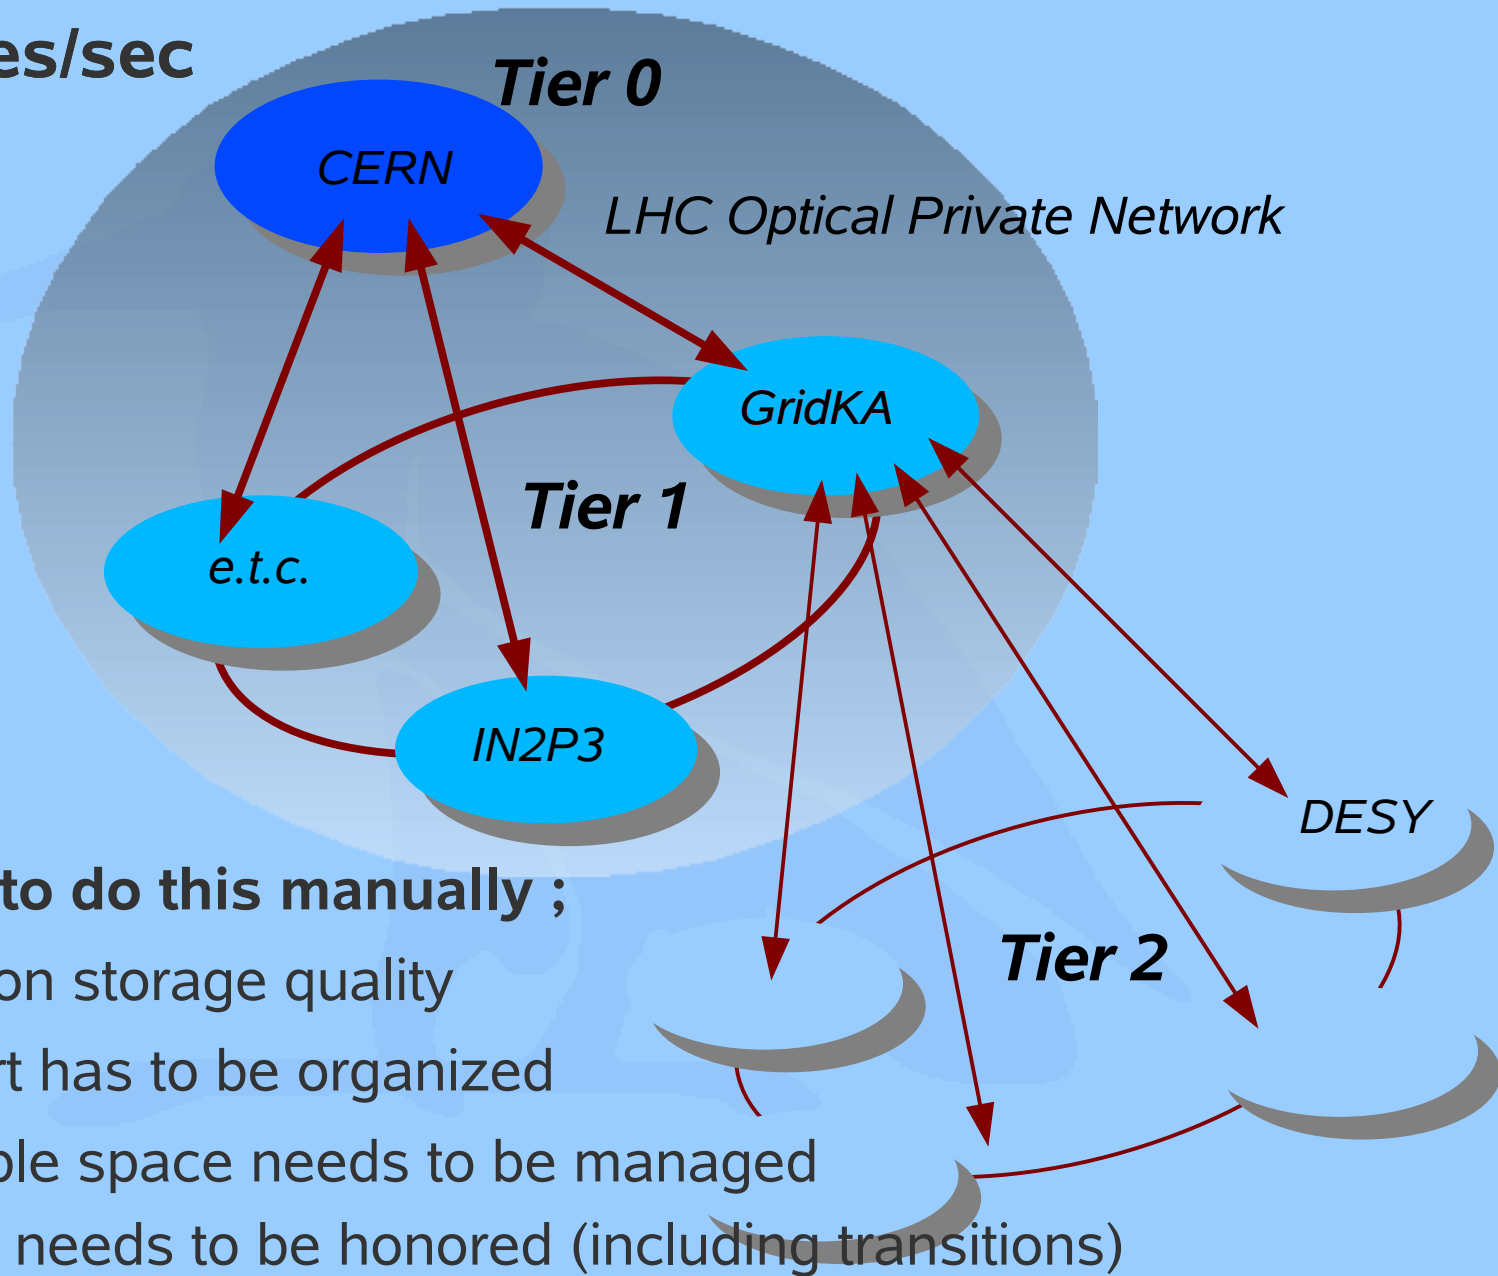 es/sec
Tier 0
CERN
LHC Optical Private Network
GridKA
Tier 1
e.t.c.
IN2P3
DESY
to do this manually ;
Tier 2
on storage quality
has to be organized
space needs to be managed
needs to be honored (including transitions)